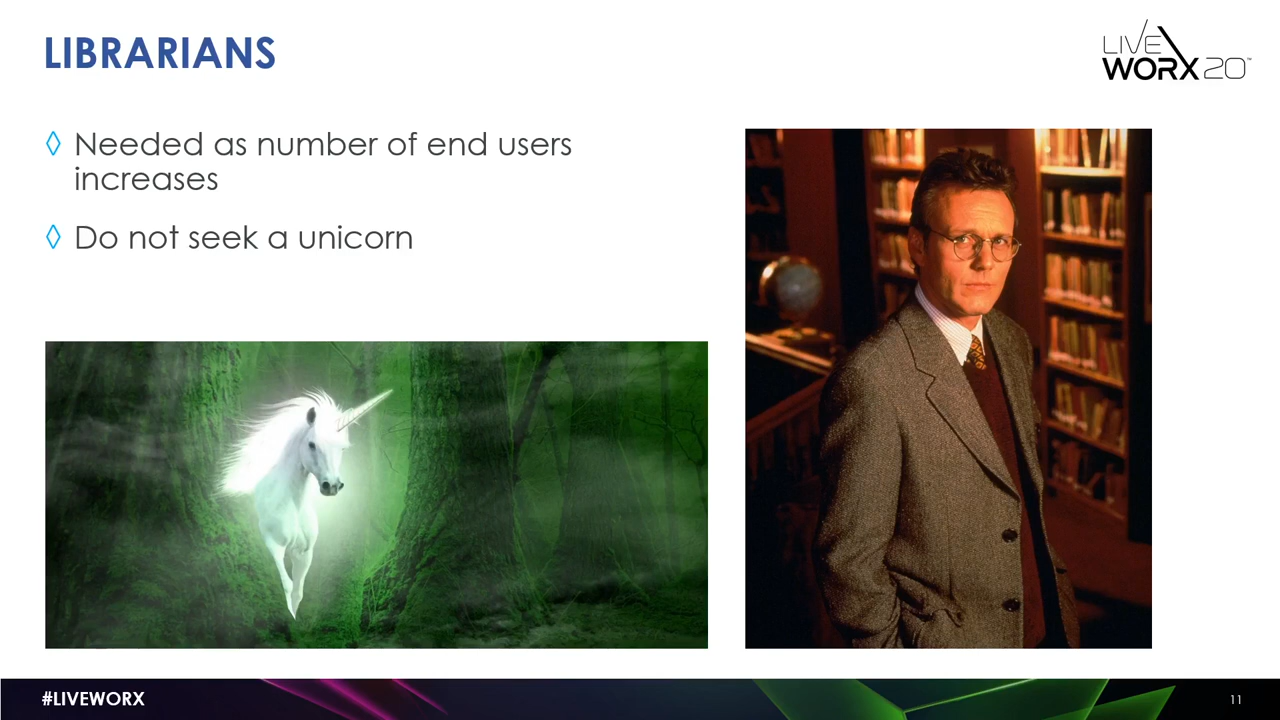 LIBRARIANS
LIVE
WORX 20™
◊ Needed as number of end users
increases
◊ Do not seek a unicorn
#LIVEWORX
11